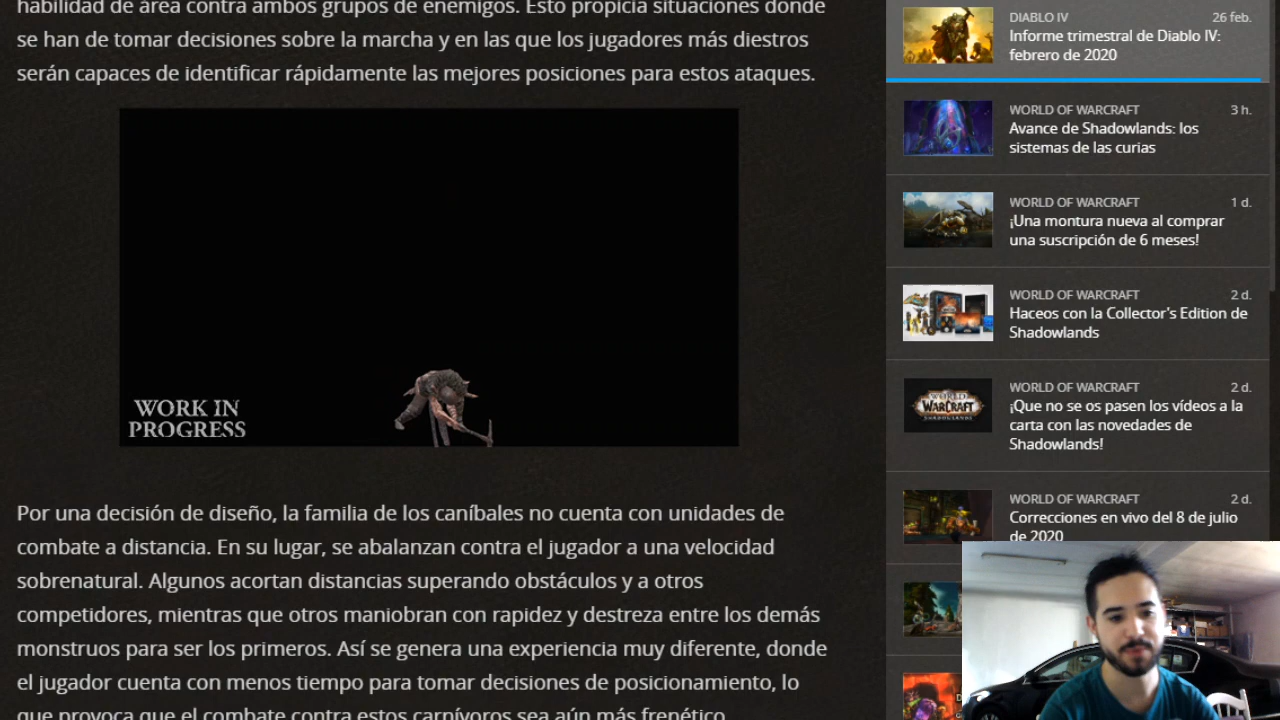 habilidad de área contra ambos grupos de enemigos. Esto propicia situaciones donde
se han de tomar decisiones sobre la marcha y en las que los jugadores más diestros
serán capaces de identificar rápidamente las mejores posiciones para estos ataques.
WORK IN
PROGRESS
Por una decisión de diseño, la familia de los caníbales no cuenta con unidades de
combate a distancia. En su lugar, se abalanzan contra el jugador a una velocidad
sobrenatural. Algunos acortan distancias superando obstáculos y a otros
competidores, mientras que otros maniobran con rapidez y destreza entre los demás
monstruos para ser los primeros. Así se genera una experiencia muy diferente, donde
el jugador cuenta con menos tiempo para tomar decisiones de posicionamiento, lo
que provoca que el combate contra estos carnívoros sea aún más frenético.
DIABLO IV 26 feb.
Informe trimestral de Diablo IV:
febrero de 2020
WORLD OF WARCRAFT 3 h.
Avance de Shadowlands: los
sistemas de las curias
WORLD OF WARCRAFT 1 d.
¡Una montura nueva al comprar
una suscripción de 6 meses!
WORLD OF WARCRAFT 2 d.
Haceos con la Collector's Edition de
Shadowlands
WORLD OF WARCRAFT 2 d.
¡Que no se os pasen los vídeos a la
carta con las novedades de
Shadowlands!
WORLD
WARCRAFT
SHADOWLANDS
WORLD OF WARCRAFT 2 d.
Correcciones en vivo del 8 de julio
de 2020